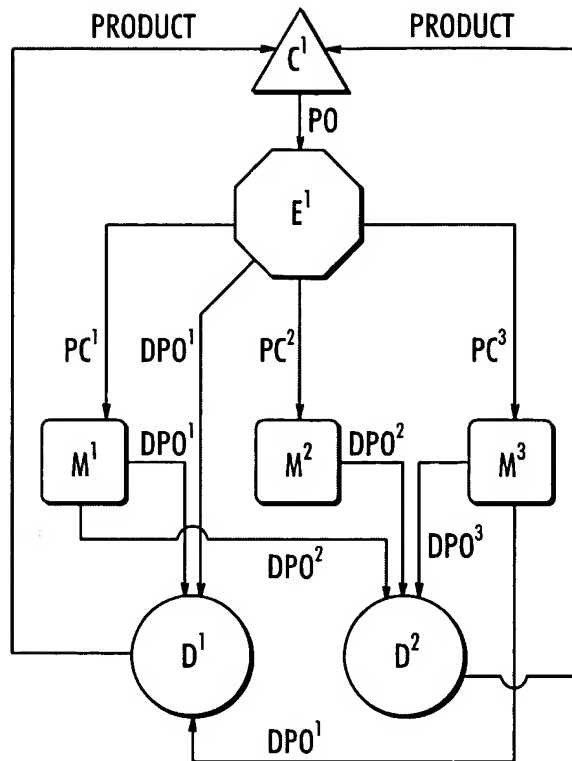 PRODUCT PRODUCT
C¹
PO
E¹
PC¹ DPO¹ PC² PC³
DPO¹ DPO²
M¹ M² M³
DPO³
DPO²
D¹ D²
DPO¹